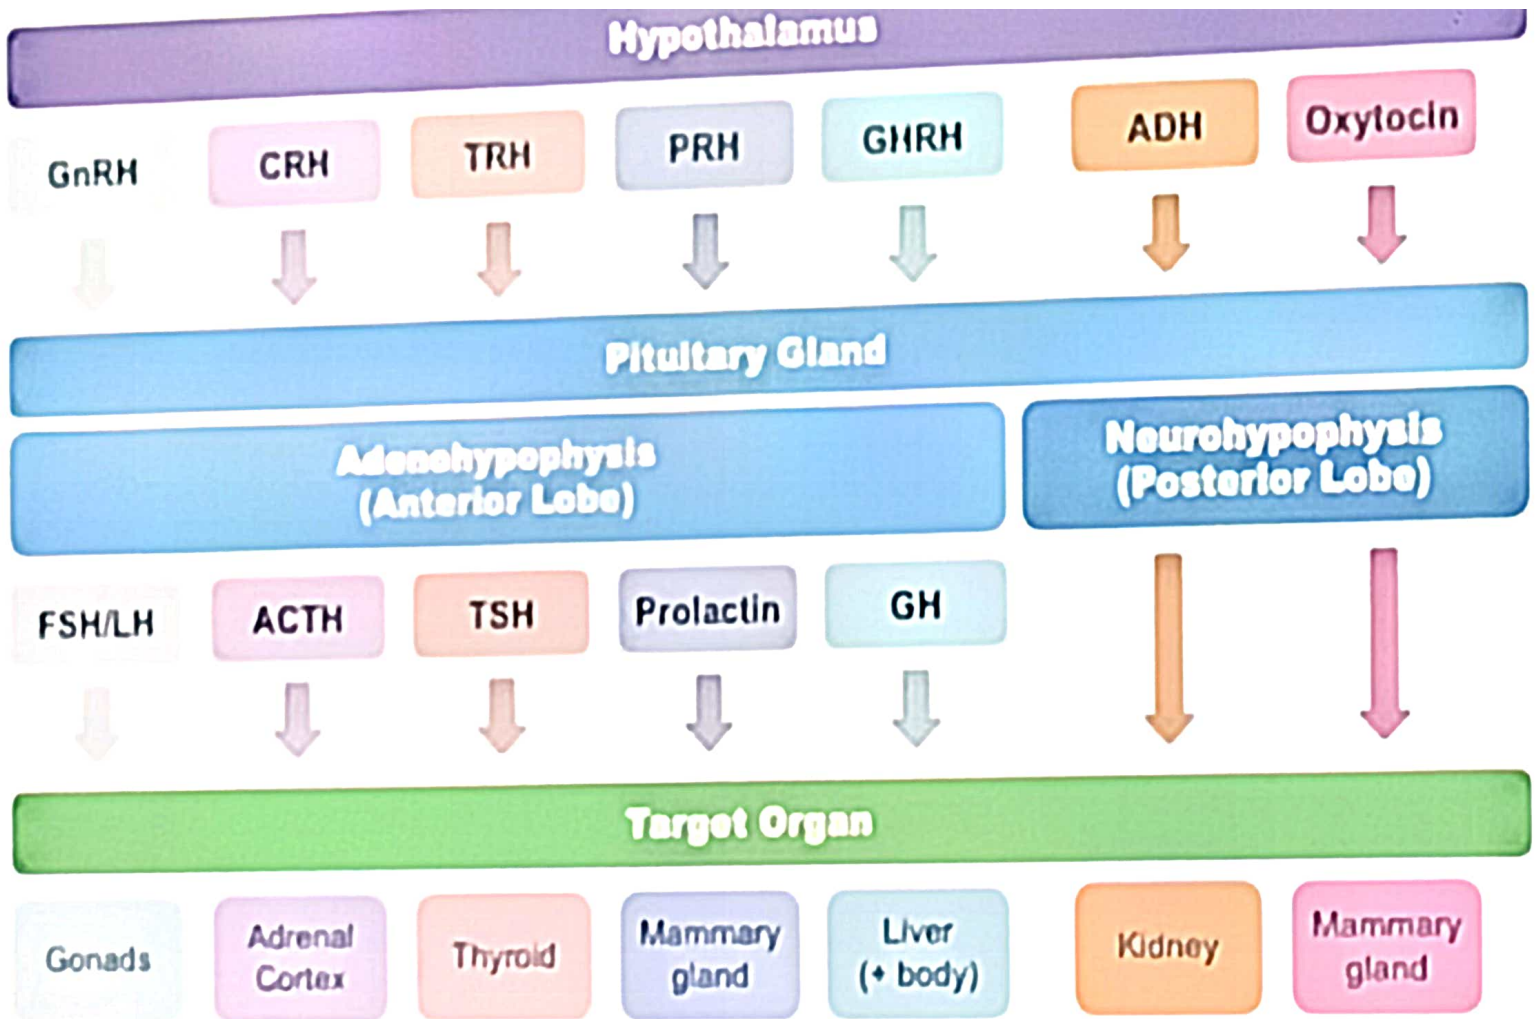 Hypothalamus
GnRH
CRH
TRH
PRH
GHRH
ADH
Oxytocin
Pituitary Gland
Adenohypophysis
(Anterior Lobe)
Neurohypophysis
(Posterior Lobe)
FSH/LH
ACTH
TSH
Prolactin
GH
Target Organ
Gonads
Adrenal
Cortex
Thyroid
Mammary
gland
Liver
(+ body)
Kidney
Mammary
gland